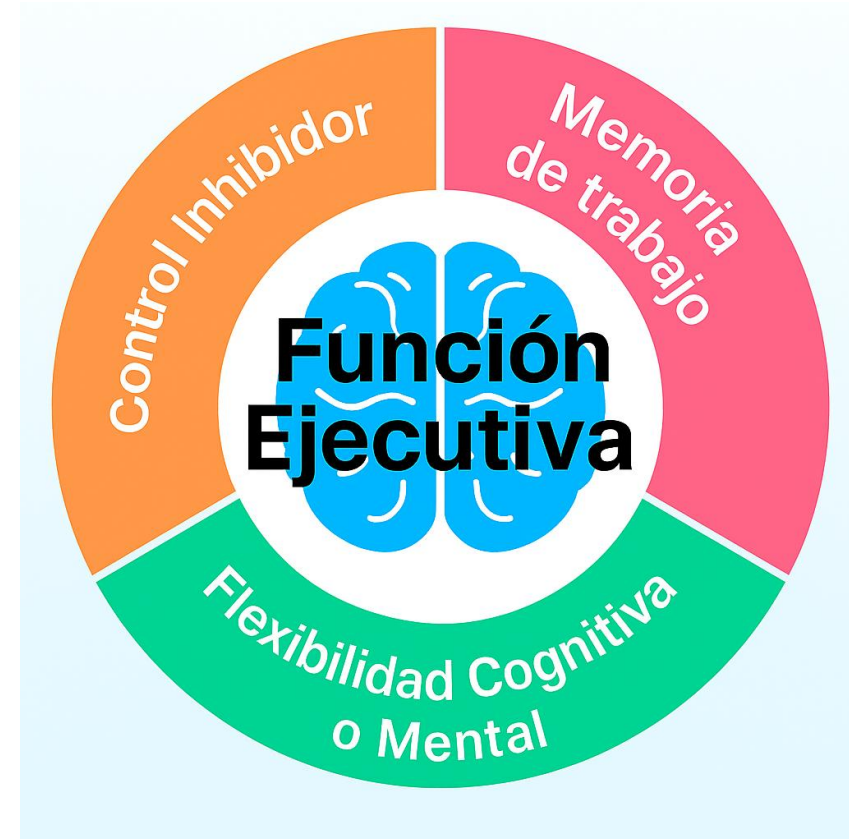 Control Inhibidor
Memoria
de trabajo
Función
Ejecutiva
Flexibilidad Cognitiva
o Mental